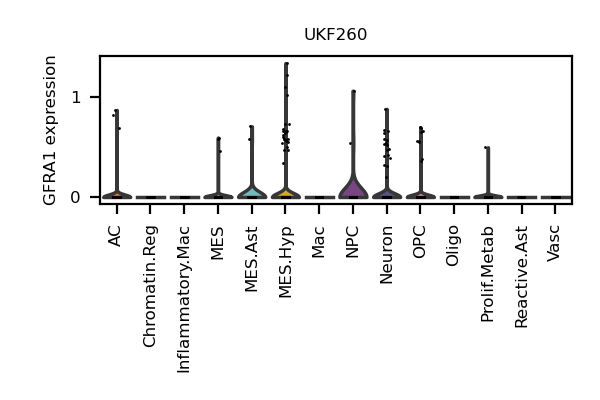 UKF260
GFRA1 expression
1
0
AC
Chromatin.Reg
Inflammatory.Mac
MES
MES.Ast
MES.Hyp
Mac
NPC
Neuron
OPC
Oligo
Prolif.Metab
Reactive.Ast
Vasc